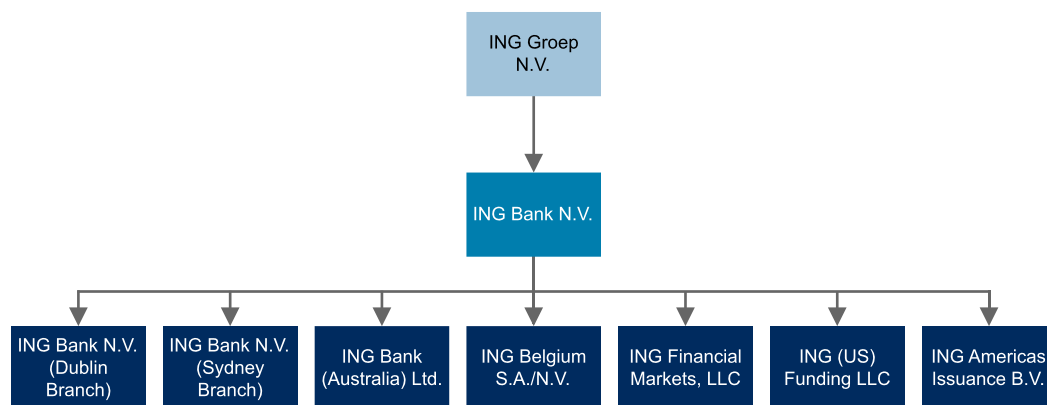 ING Groep
N.V.
ING Bank N.V.
ING Bank N.V.
(Dublin
Branch)
ING Bank N.V.
(Sydney
Branch)
ING Bank
(Australia) Ltd.
ING Belgium
S.A./N.V.
ING Financial
Markets, LLC
ING (US)
Funding LLC
ING Americas
Issuance B.V.